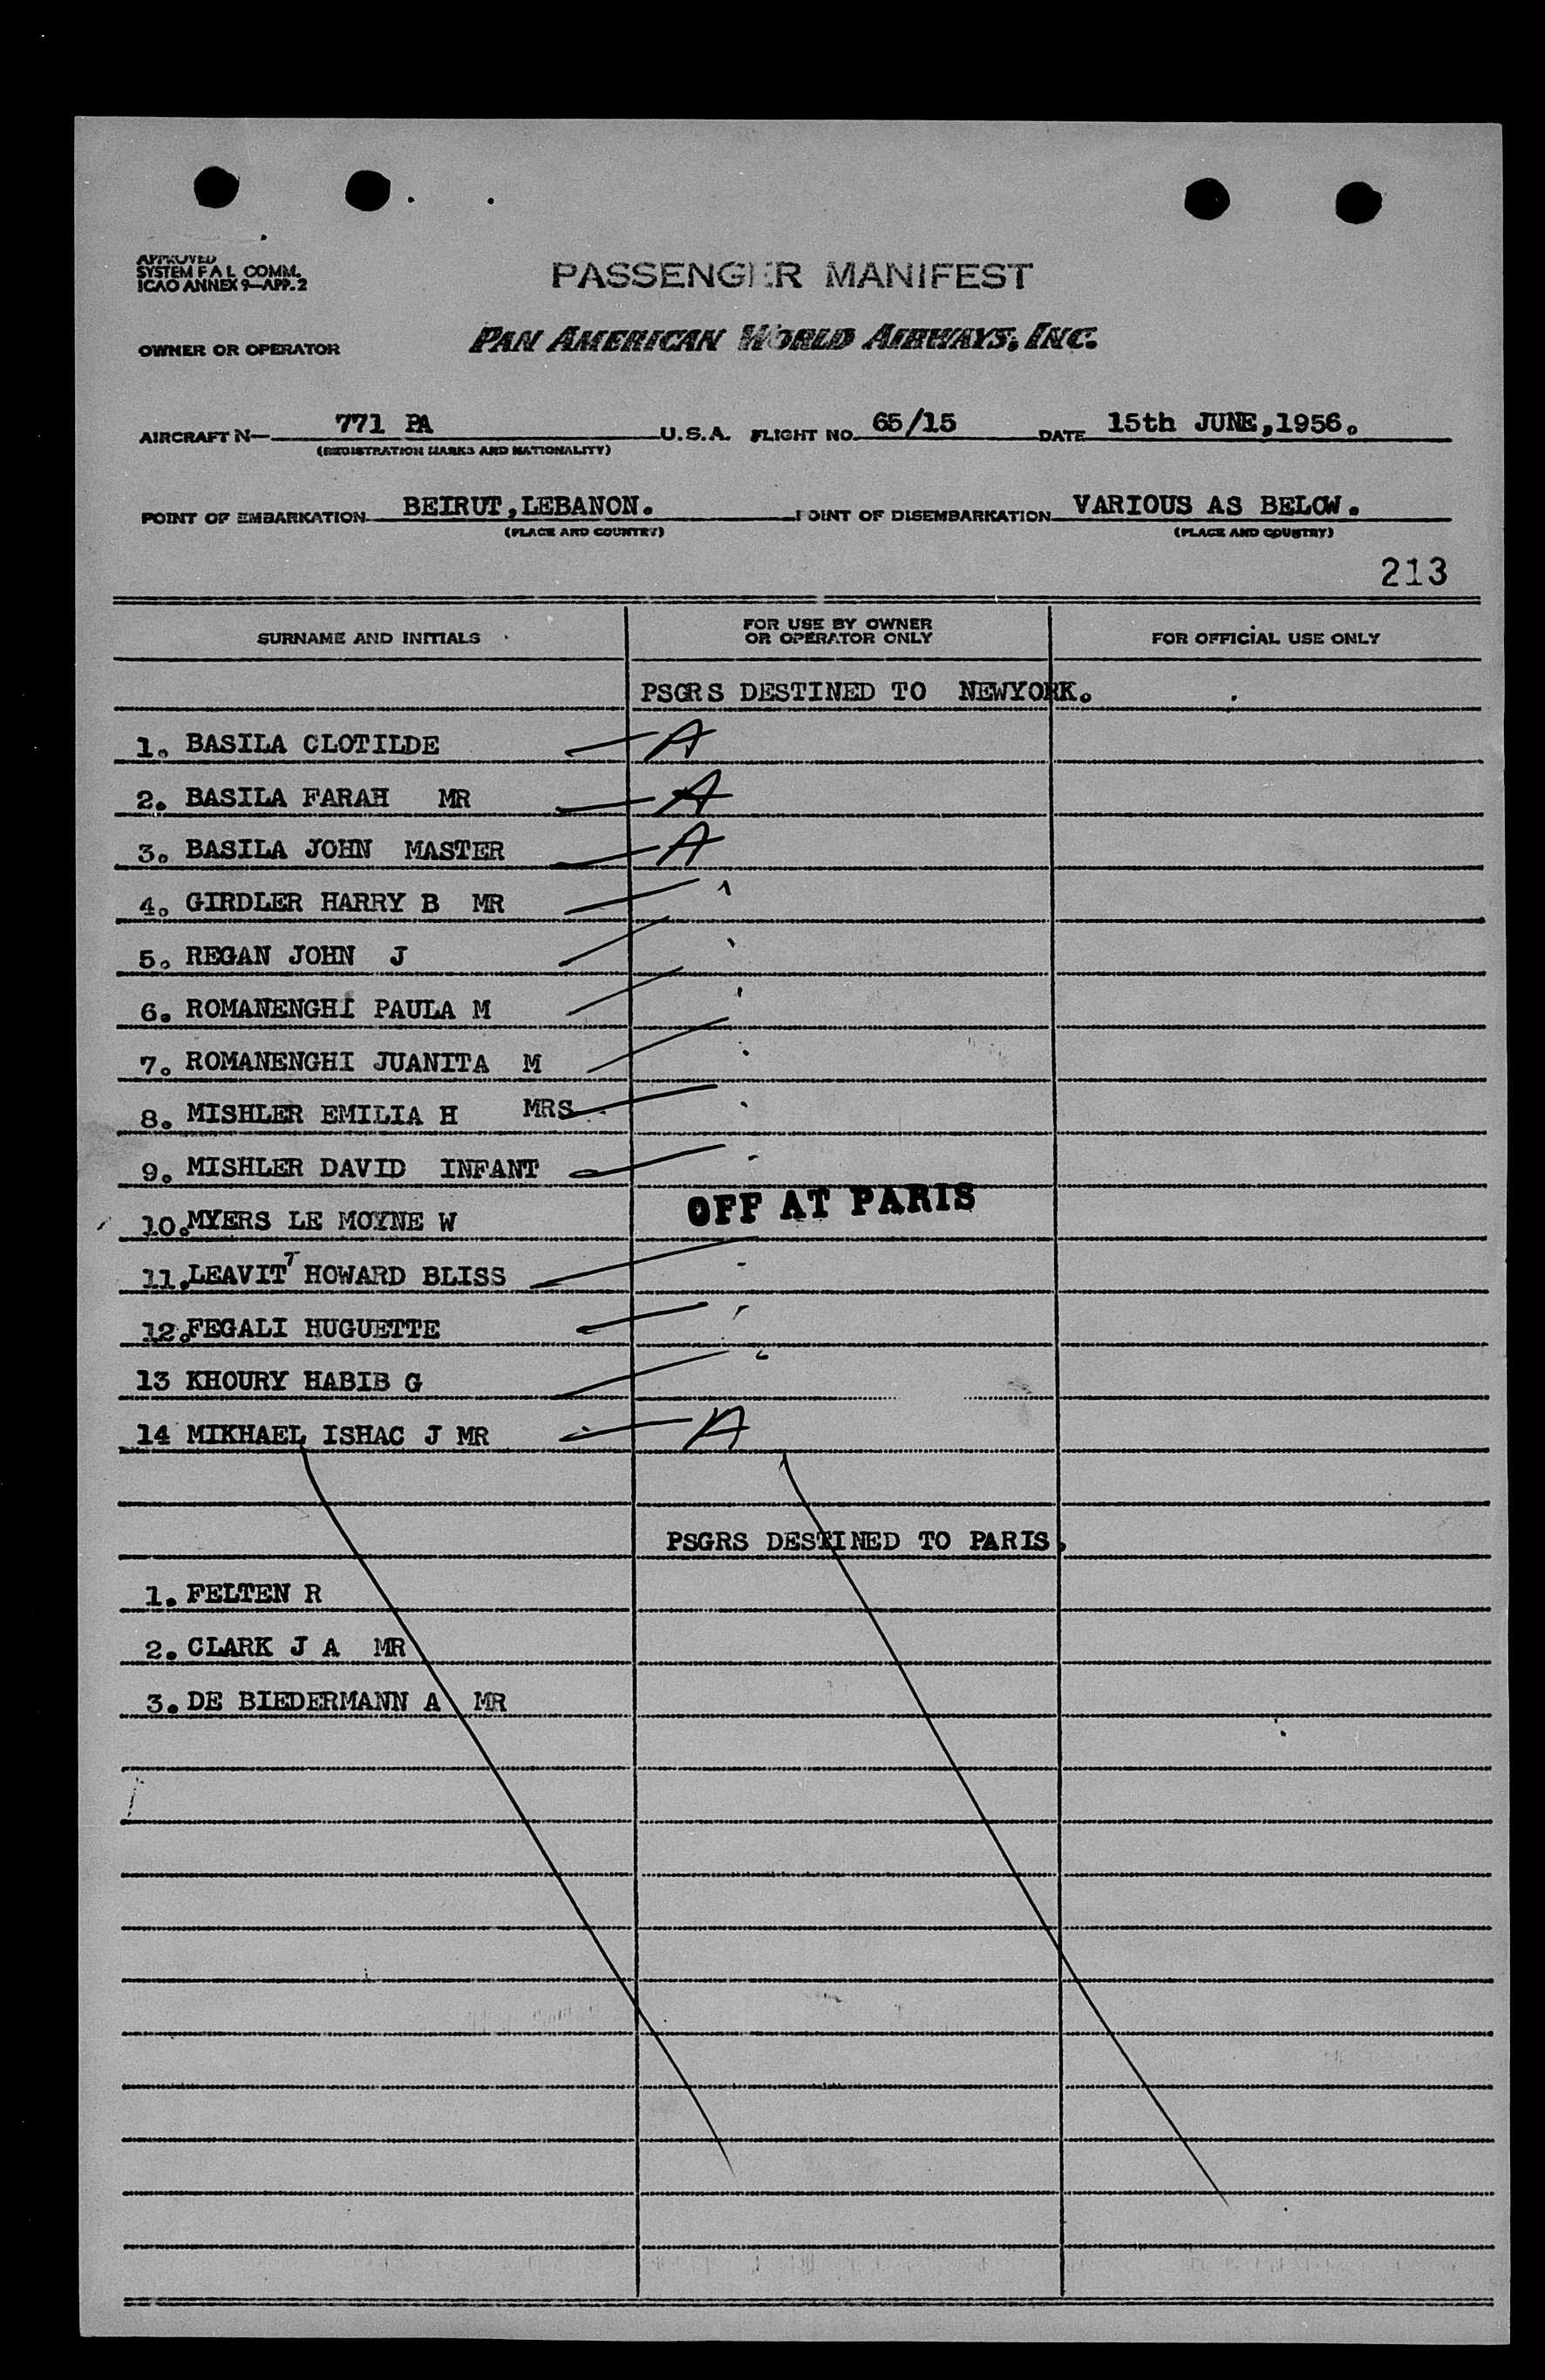 APPROVED
SYSTEM F A L COMM.
ICAO ANNEX 9—APP. 2
PASSENGER MANIFEST
OWNER OR OPERATOR PAN AMERICAN WORLD AIRWAYS, INC.
AIRCRAFT N— 771 PA U.S.A. FLIGHT NO. 65/15 DATE 15th JUNE,1956.
(REGISTRATION MARKS AND NATIONALITY)
POINT OF EMBARKATION BEIRUT,LEBANON. POINT OF DISEMBARKATION VARIOUS AS BELOW.
(PLACE AND COUNTRY) (PLACE AND COUNTRY)
213
SURNAME AND INITIALS FOR USE BY OWNER OR OPERATOR ONLY FOR OFFICIAL USE ONLY
PSGRS DESTINED TO NEWYORK.
1. BASILA CLOTILDE A
2. BASILA FARAH MR A
3. BASILA JOHN MASTER A
4. GIRDLER HARRY B MR
5. REGAN JOHN J
6. ROMANENGHI PAULA M
7. ROMANENGHI JUANITA M
8. MISHLER EMILIA H MRS
9. MISHLER DAVID INFANT
10. MYERS LE MOYNE W OFF AT PARIS
11. LEAVITT HOWARD BLISS
12. FEGALI HUGUETTE
13 KHOURY HABIB G
14 MIKHAEL ISHAC J MR A
PSGRS DESTINED TO PARIS.
1. FELTEN R
2. CLARK J A MR
3. DE BIEDERMANN A MR